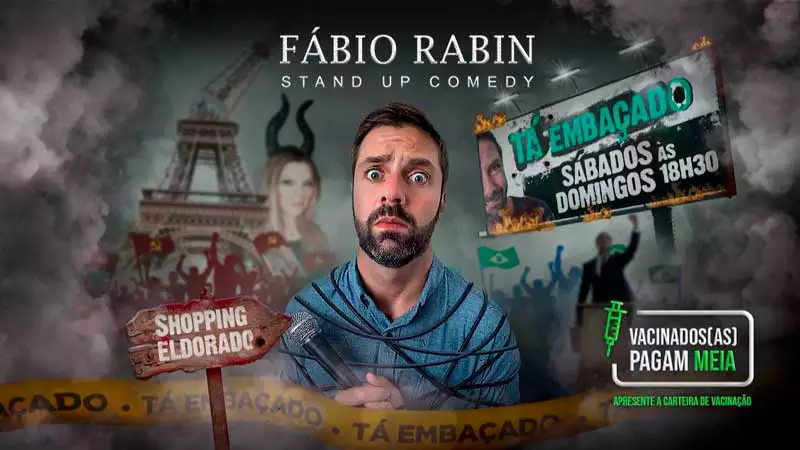 FÁBIO RABIN
STAND UP COMEDY
TÁ EMBAÇADO
SÁBADOS ÀS
DOMINGOS 18H30
SHOPPING
ELDORADO
VACINADOS(AS)
PAGAM MEIA
APRESENTE A CARTEIRA DE VACINAÇÃO
AÇADO • TÁ EMBAÇADO • TÁ EMBAÇADO